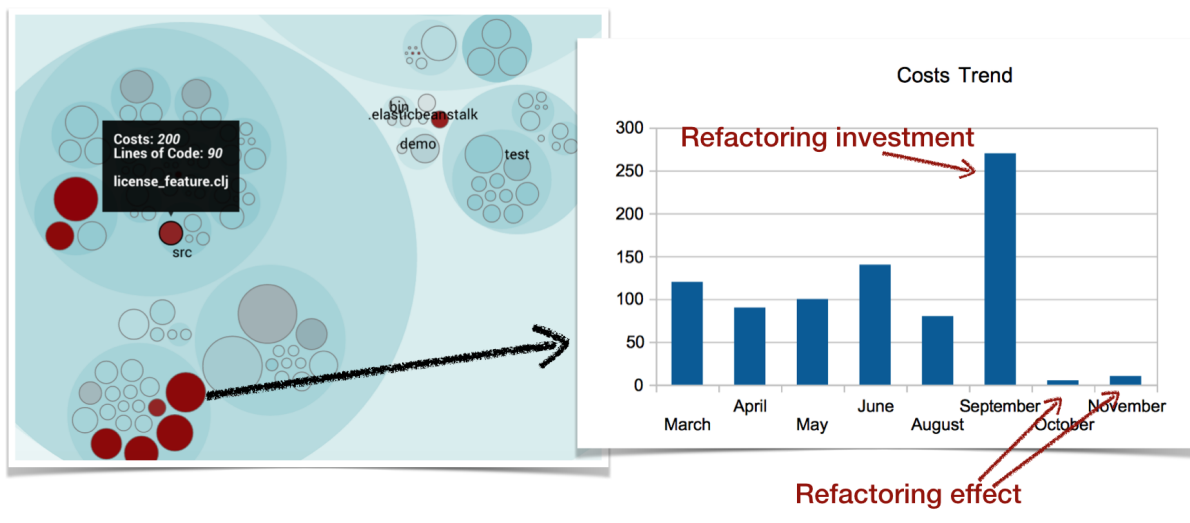 bin
.elasticbeanstalk
demo
test
Costs: 200
Lines of Code: 90
license_feature.clj
src
Costs Trend
300
250
200
150
100
50
0
Refactoring investment
March
April
May
June
August
September
October
November
Refactoring effect